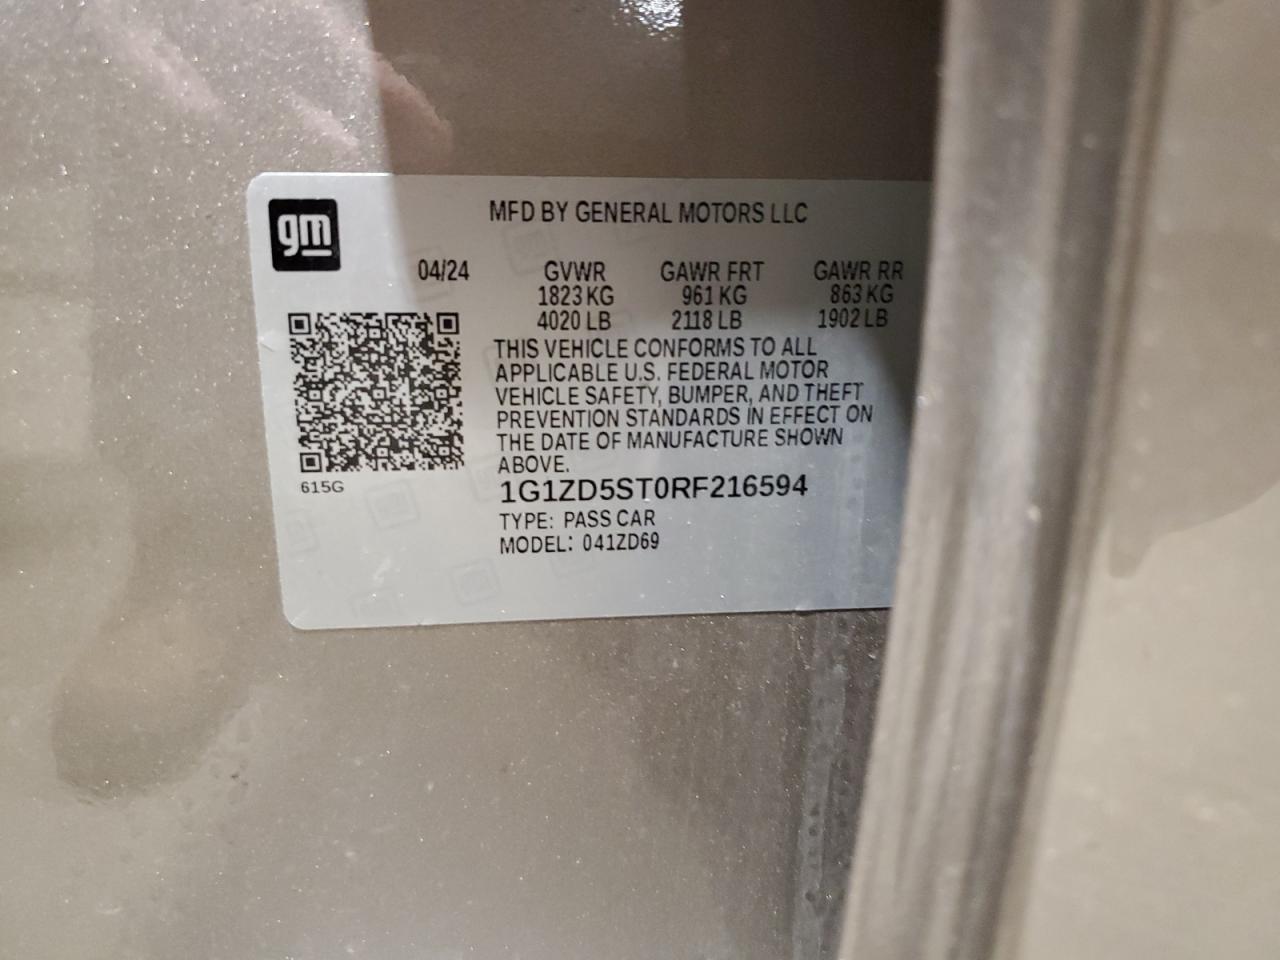 gm
MFD BY GENERAL MOTORS LLC
04/24 GVWR GAWR FRT GAWR RR
1823 KG 961 KG 863 KG
4020 LB 2118 LB 1902 LB
THIS VEHICLE CONFORMS TO ALL
APPLICABLE U.S. FEDERAL MOTOR
VEHICLE SAFETY, BUMPER, AND THEFT
PREVENTION STANDARDS IN EFFECT ON
THE DATE OF MANUFACTURE SHOWN
ABOVE.
615G
1G1ZD5ST0RF216594
TYPE: PASS CAR
MODEL: 041ZD69